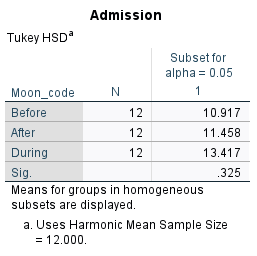 Admission
Tukey HSDa
Subset for
alpha = 0.05
Moon_code N 1
Before 12 10.917
After 12 11.458
During 12 13.417
Sig. .325
Means for groups in homogeneous
subsets are displayed.
a. Uses Harmonic Mean Sample Size
= 12.000.